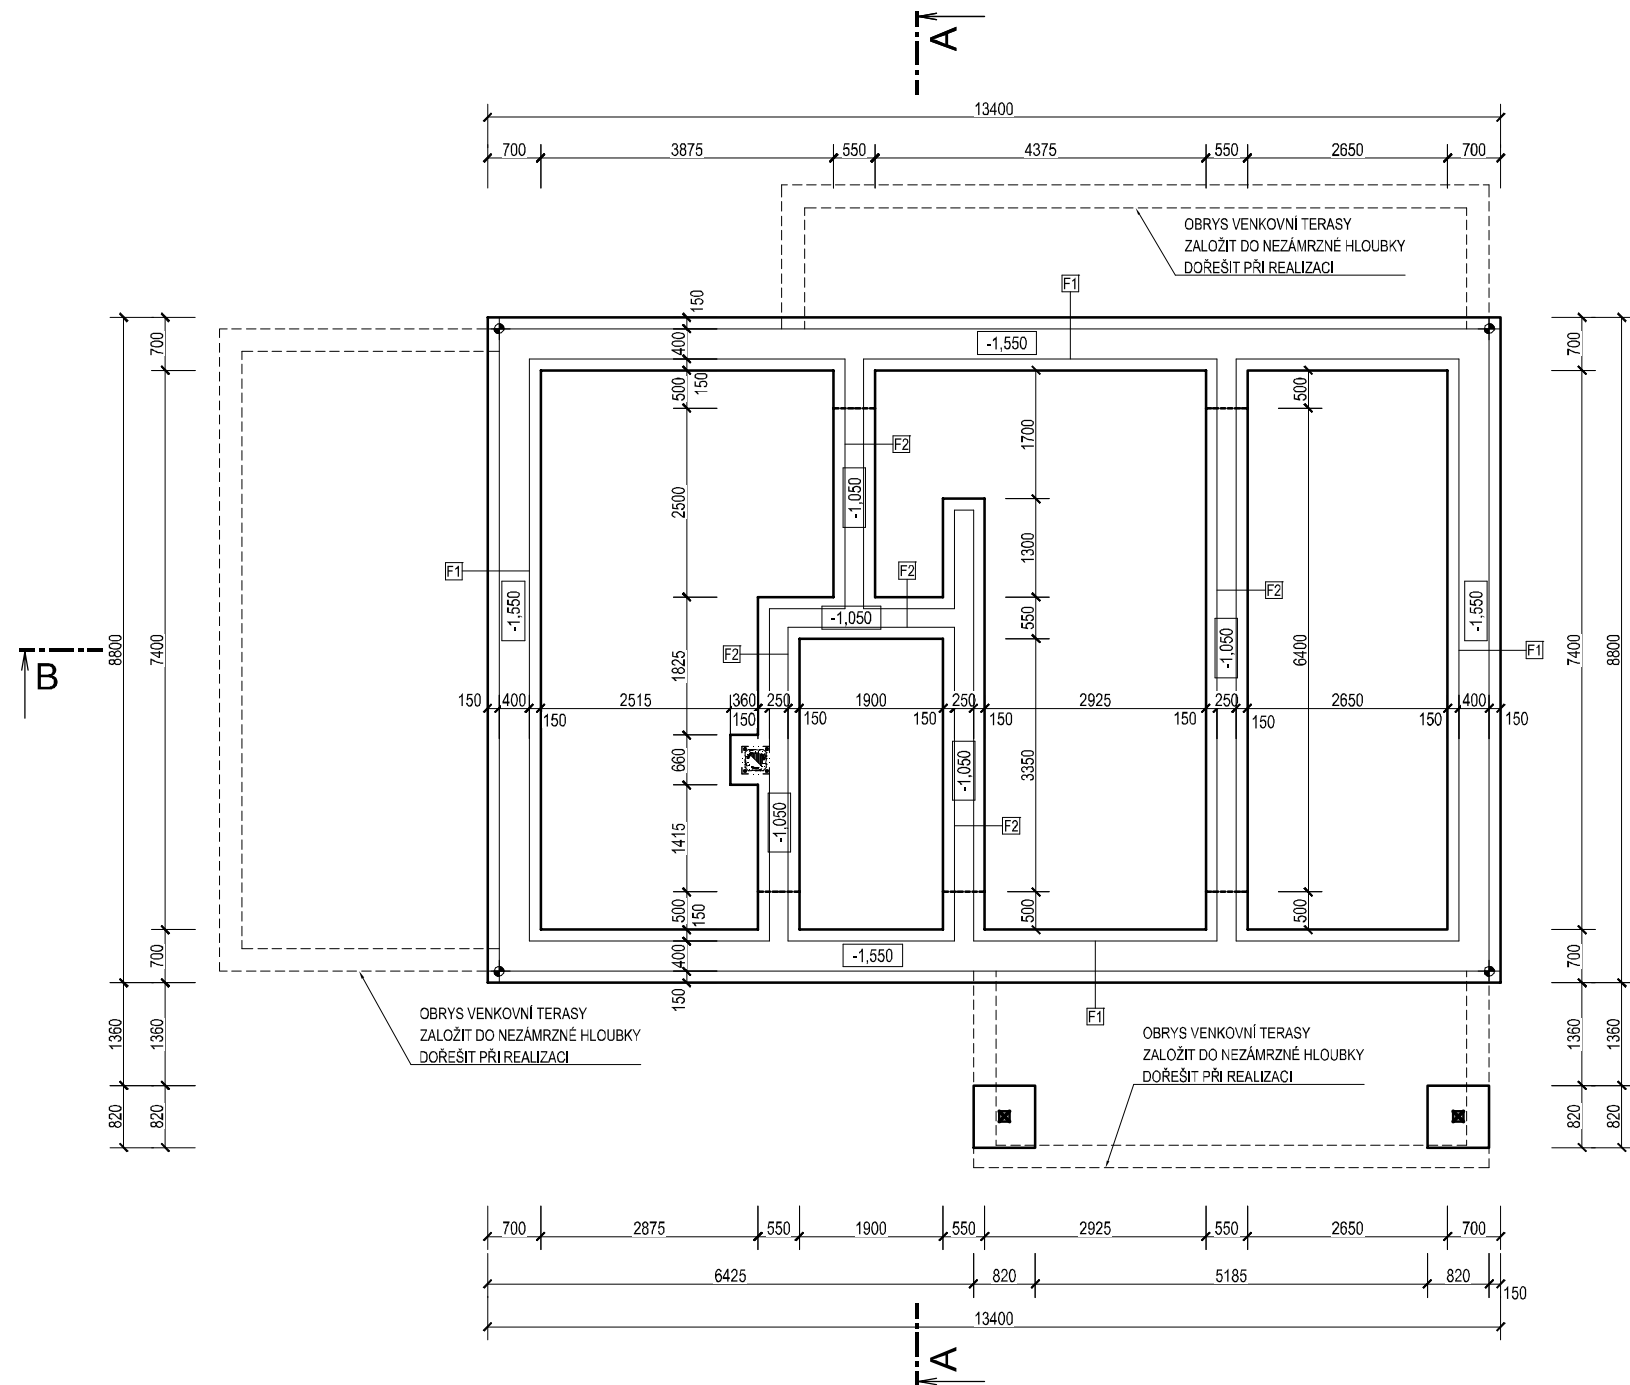 A
13400
700 3875 550 4375 550 2650 700
OBRYS VENKOVNÍ TERASY
ZALOŽIT DO NEZÁMRZNÉ HLOUBKY
DOŘEŠIT PŘI REALIZACI
F1
150
700
400
-1,550
700
500
150
500
F2
1700
2500
-1,050
1300
F1
-1,550
F2
-1,050
550
F2
-1,550
8800
7400
B
F2
1825
-1,050
6400
F1
7400
8800
150 400 2515 360 250 1900 250 2925 250 2650 400
150 150 150 150 150 150 150 150 150
660
-1,050
3350
1415
-1,050
F2
500
150
500
500
700
400
-1,550
700
150
OBRYS VENKOVNÍ TERASY
ZALOŽIT DO NEZÁMRZNÉ HLOUBKY
DOŘEŠIT PŘI REALIZACI
F1
OBRYS VENKOVNÍ TERASY
ZALOŽIT DO NEZÁMRZNÉ HLOUBKY
DOŘEŠIT PŘI REALIZACI
1360 1360
1360 1360
820 820
820 820
700 2875 550 1900 550 2925 550 2650 700
6425 820 5185 820
150
13400
A